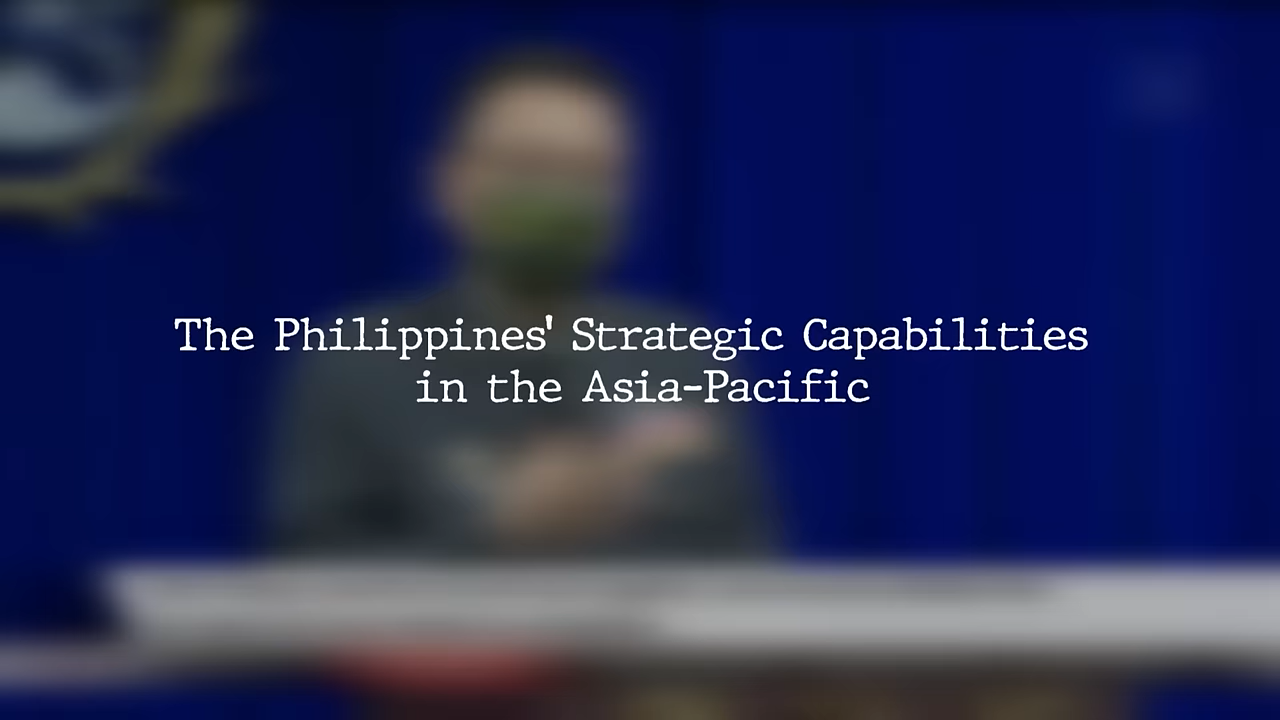 The Philippines' Strategic Capabilities
in the Asia-Pacific